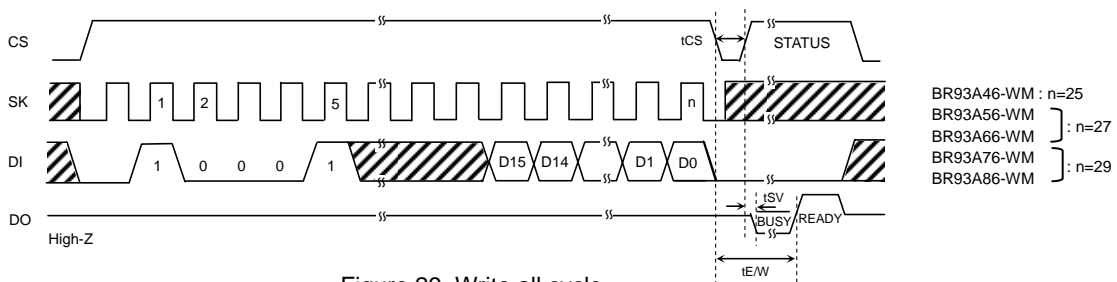 CS
tCS
STATUS
SK
1
2
5
n
BR93A46-WM : n=25
BR93A56-WM
BR93A66-WM
: n=27
BR93A76-WM
BR93A86-WM
: n=29
DI
1
0
0
0
1
D15
D14
D1
D0
tSV
DO
BUSY
READY
High-Z
tE/W